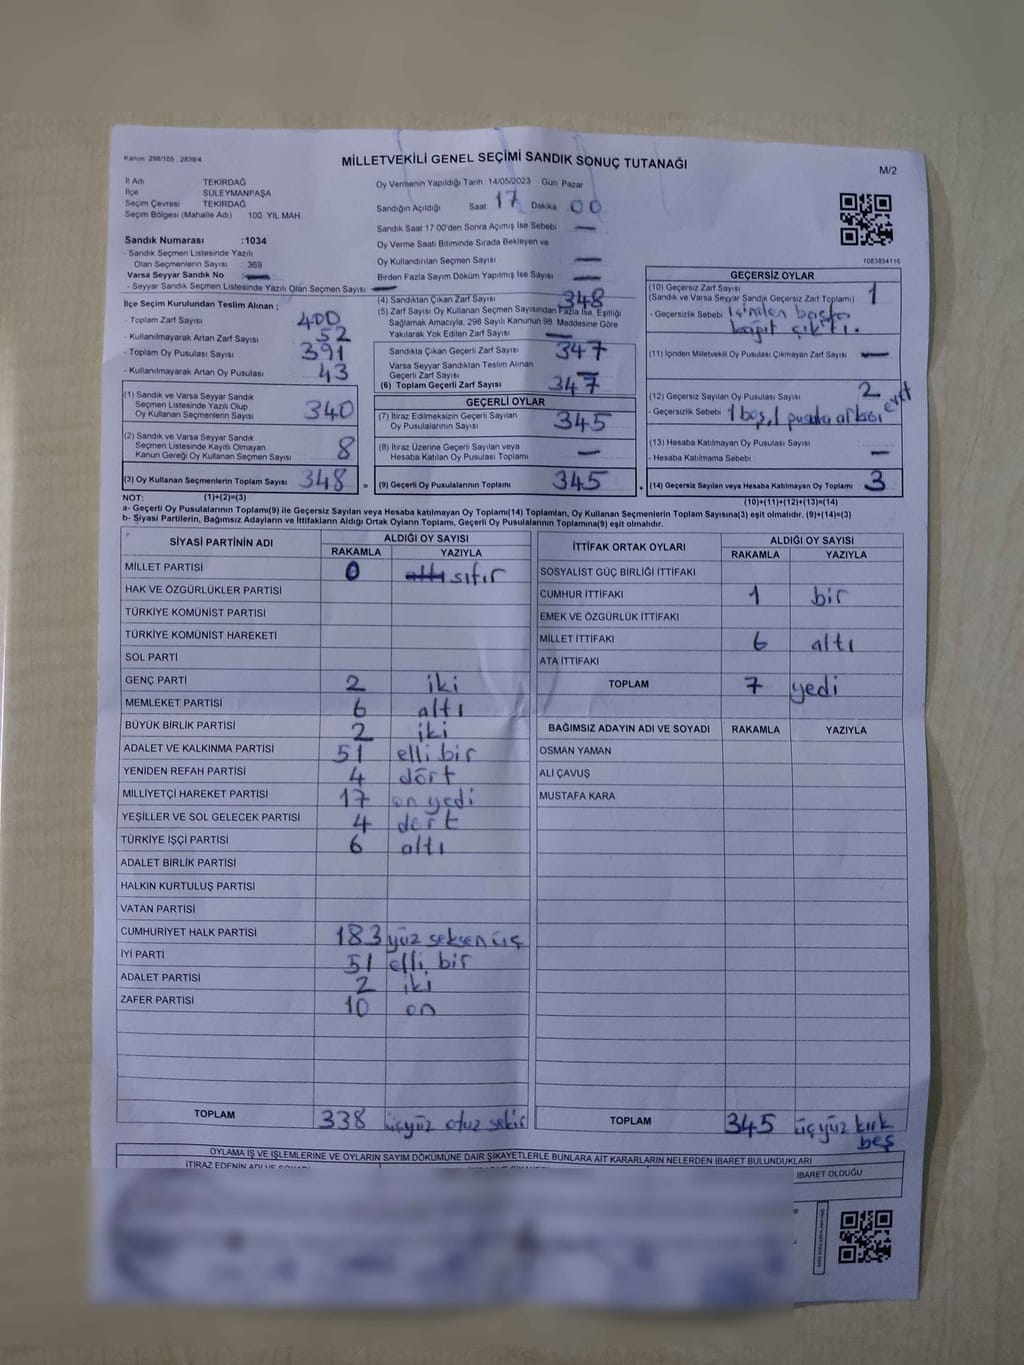 Kanun 298/105 2839/4
MİLLETVEKİLİ GENEL SEÇİMİ SANDIK SONUÇ TUTANAĞI
M/2
İl Adı TEKİRDAĞ
İlçe SÜLEYMANPAŞA
Seçim Çevresi TEKİRDAĞ
Seçim Bölgesi (Mahalle Adı) 100 YIL MAH.
Sandık Numarası :1034
- Sandık Seçmen Listesinde Yazılı
Olan Seçmenlerin Sayısı : 369
Varsa Seyyar Sandık No :
- Seyyar Sandık Seçmen Listesinde Yazılı Olan Seçmen Sayısı :
Oy Vermenin Yapıldığı Tarih :14/05/2023 Gün Pazar
Sandığın Açıldığı Saat 17 Dakika 00
Sandık Saat 17 00'den Sonra Açılmış İse Sebebi —
Oy Verme Saati Bitiminde Sırada Bekleyen ve
Oy Kullandırılan Seçmen Sayısı —
Birden Fazla Sayım Döküm Yapılmış İse Sayısı —
1083854116
İlçe Seçim Kurulundan Teslim Alınan ;
- Toplam Zarf Sayısı 400
- Kullanılmayarak Artan Zarf Sayısı 52
- Toplam Oy Pusulası Sayısı 391
- Kullanılmayarak Artan Oy Pusulası 43
(1) Sandık ve Varsa Seyyar Sandık
Seçmen Listesinde Yazılı Olup
Oy Kullanan Seçmenlerin Sayısı 340
(2) Sandık ve Varsa Seyyar Sandık
Seçmen Listesinde Kayıtlı Olmayan
Kanun Gereği Oy Kullanan Seçmen Sayısı 8
(3) Oy Kullanan Seçmenlerin Toplam Sayısı 348 =
(4) Sandıktan Çıkan Zarf Sayısı 348
(5) Zarf Sayısı Oy Kullanan Seçmen Sayısından Fazla İse, Eşitliği
Sağlamak Amacıyla, 298 Sayılı Kanunun 98. Maddesine Göre
Yakılarak Yok Edilen Zarf Sayısı —
Sandıkta Çıkan Geçerli Zarf Sayısı 347
Varsa Seyyar Sandıktan Teslim Alınan
Geçerli Zarf Sayısı
(6) Toplam Geçerli Zarf Sayısı 347
GEÇERLİ OYLAR
(7) İtiraz Edilmeksizin Geçerli Sayılan
Oy Pusulalarının Sayısı 345
(8) İtiraz Üzerine Geçerli Sayılan veya
Hesaba Katılan Oy Pusulası Toplamı —
(9) Geçerli Oy Pusulalarının Toplamı 345 +
GEÇERSİZ OYLAR
(10) Geçersiz Zarf Sayısı
(Sandık ve Varsa Seyyar Sandık Geçersiz Zarf Toplamı) 1
- Geçersizlik Sebebi İçinden başka
kağıt çıktı.
(11) İçinden Milletvekili Oy Pusulası Çıkmayan Zarf Sayısı —
(12) Geçersiz Sayılan Oy Pusulası Sayısı 2
- Geçersizlik Sebebi 1 boş, 1 pusula arkası evet
(13) Hesaba Katılmayan Oy Pusulası Sayısı
- Hesaba Katılmama Sebebi : —
(14) Geçersiz Sayılan veya Hesaba Katılmayan Oy Toplamı 3
NOT: (1)+(2)=(3)
(10)+(11)+(12)+(13)=(14)
a- Geçerli Oy Pusulalarının Toplamı(9) ile Geçersiz Sayılan veya Hesaba Katılmayan Oy Toplamı(14) Toplamları, Oy Kullanan Seçmenlerin Toplam Sayısına(3) eşit olmalıdır. (9)+(14)=(3)
b- Siyasi Partilerin, Bağımsız Adayların ve İttifakların Aldığı Ortak Oyların Toplamı, Geçerli Oy Pusulalarının Toplamına(9) eşit olmalıdır.
SİYASİ PARTİNİN ADI ALDIĞI OY SAYISI
RAKAMLA YAZIYLA
MİLLET PARTİSİ 0 altı sıfır
HAK VE ÖZGÜRLÜKLER PARTİSİ
TÜRKİYE KOMÜNİST PARTİSİ
TÜRKİYE KOMÜNİST HAREKETİ
SOL PARTİ
GENÇ PARTİ 2 iki
MEMLEKET PARTİSİ 6 altı
BÜYÜK BİRLİK PARTİSİ 2 iki
ADALET VE KALKINMA PARTİSİ 51 elli bir
YENİDEN REFAH PARTİSİ 4 dört
MİLLİYETÇİ HAREKET PARTİSİ 17 on yedi
YEŞİLLER VE SOL GELECEK PARTİSİ 4 dört
TÜRKİYE İŞÇİ PARTİSİ 6 altı
ADALET BİRLİK PARTİSİ
HALKIN KURTULUŞ PARTİSİ
VATAN PARTİSİ
CUMHURİYET HALK PARTİSİ 183 yüz seksen üç
İYİ PARTİ 51 elli bir
ADALET PARTİSİ 2 iki
ZAFER PARTİSİ 10 on
TOPLAM 338 üçyüz otuz sekiz
İTTİFAK ORTAK OYLARI ALDIĞI OY SAYISI
RAKAMLA YAZIYLA
SOSYALİST GÜÇ BİRLİĞİ İTTİFAKI
CUMHUR İTTİFAKI 1 bir
EMEK VE ÖZGÜRLÜK İTTİFAKI
MİLLET İTTİFAKI 6 altı
ATA İTTİFAKI
TOPLAM 7 yedi
BAĞIMSIZ ADAYIN ADI VE SOYADI RAKAMLA YAZIYLA
OSMAN YAMAN
ALİ ÇAVUŞ
MUSTAFA KARA
TOPLAM 345 üçyüz kırk
beş
OYLAMA İŞ VE İŞLEMLERİNE VE OYLARIN SAYIM DÖKÜMÜNE DAİR ŞİKAYETLERLE BUNLARA AİT KARARLARIN NELERDEN İBARET BULUNDUKLARI
İTİRAZ EDENİN ADI VE SOYADI
İBARET OLDUĞU